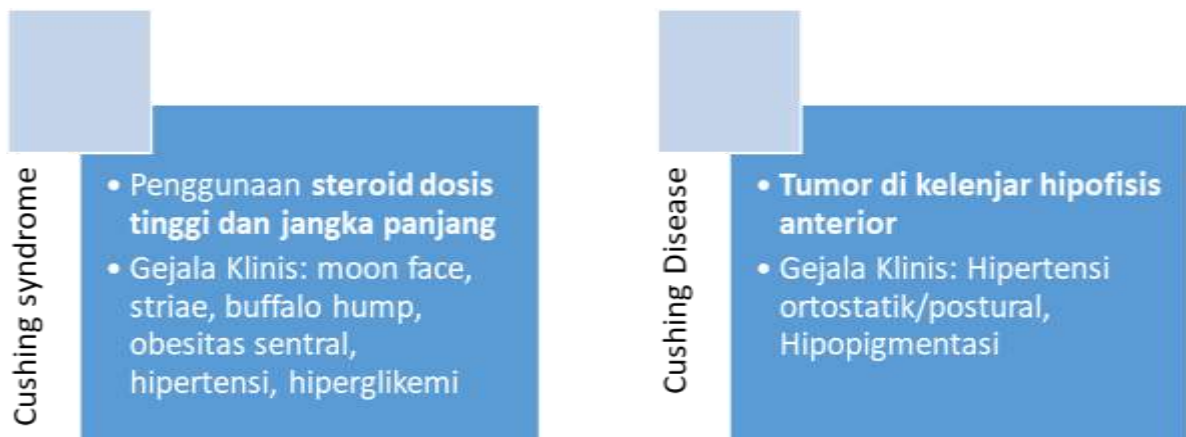 Cushing syndrome
• Penggunaan steroid dosis
tinggi dan jangka panjang
• Gejala Klinis: moon face,
striae, buffalo hump,
obesitas sentral,
hipertensi, hiperglikemi
Cushing Disease
• Tumor di kelenjar hipofisis
anterior
• Gejala Klinis: Hipertensi
ortostatik/postural,
Hipopigmentasi